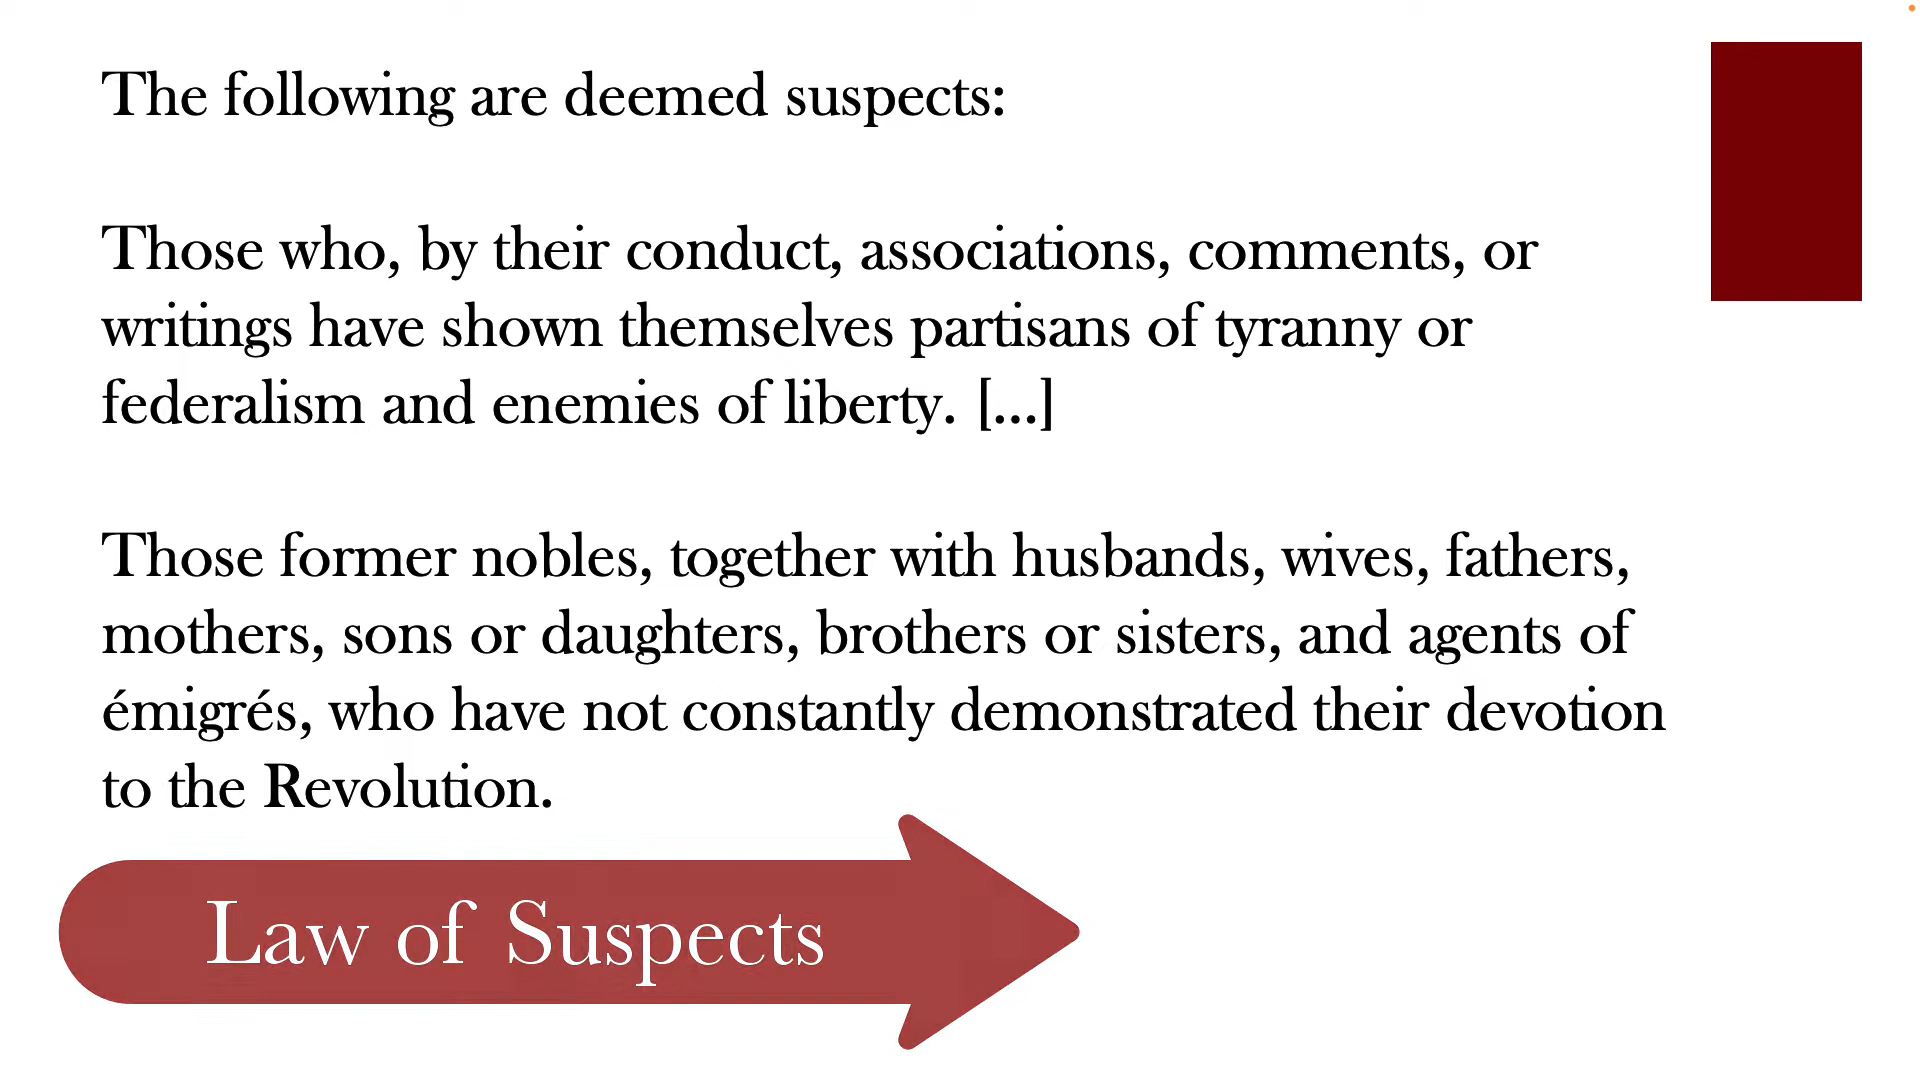 The following are deemed suspects:
Those who, by their conduct, associations, comments, or
writings have shown themselves partisans of tyranny or
federalism and enemies of liberty. [...]
Those former nobles, together with husbands, wives, fathers,
mothers, sons or daughters, brothers or sisters, and agents of
émigrés, who have not constantly demonstrated their devotion
to the Revolution.
Law of Suspects